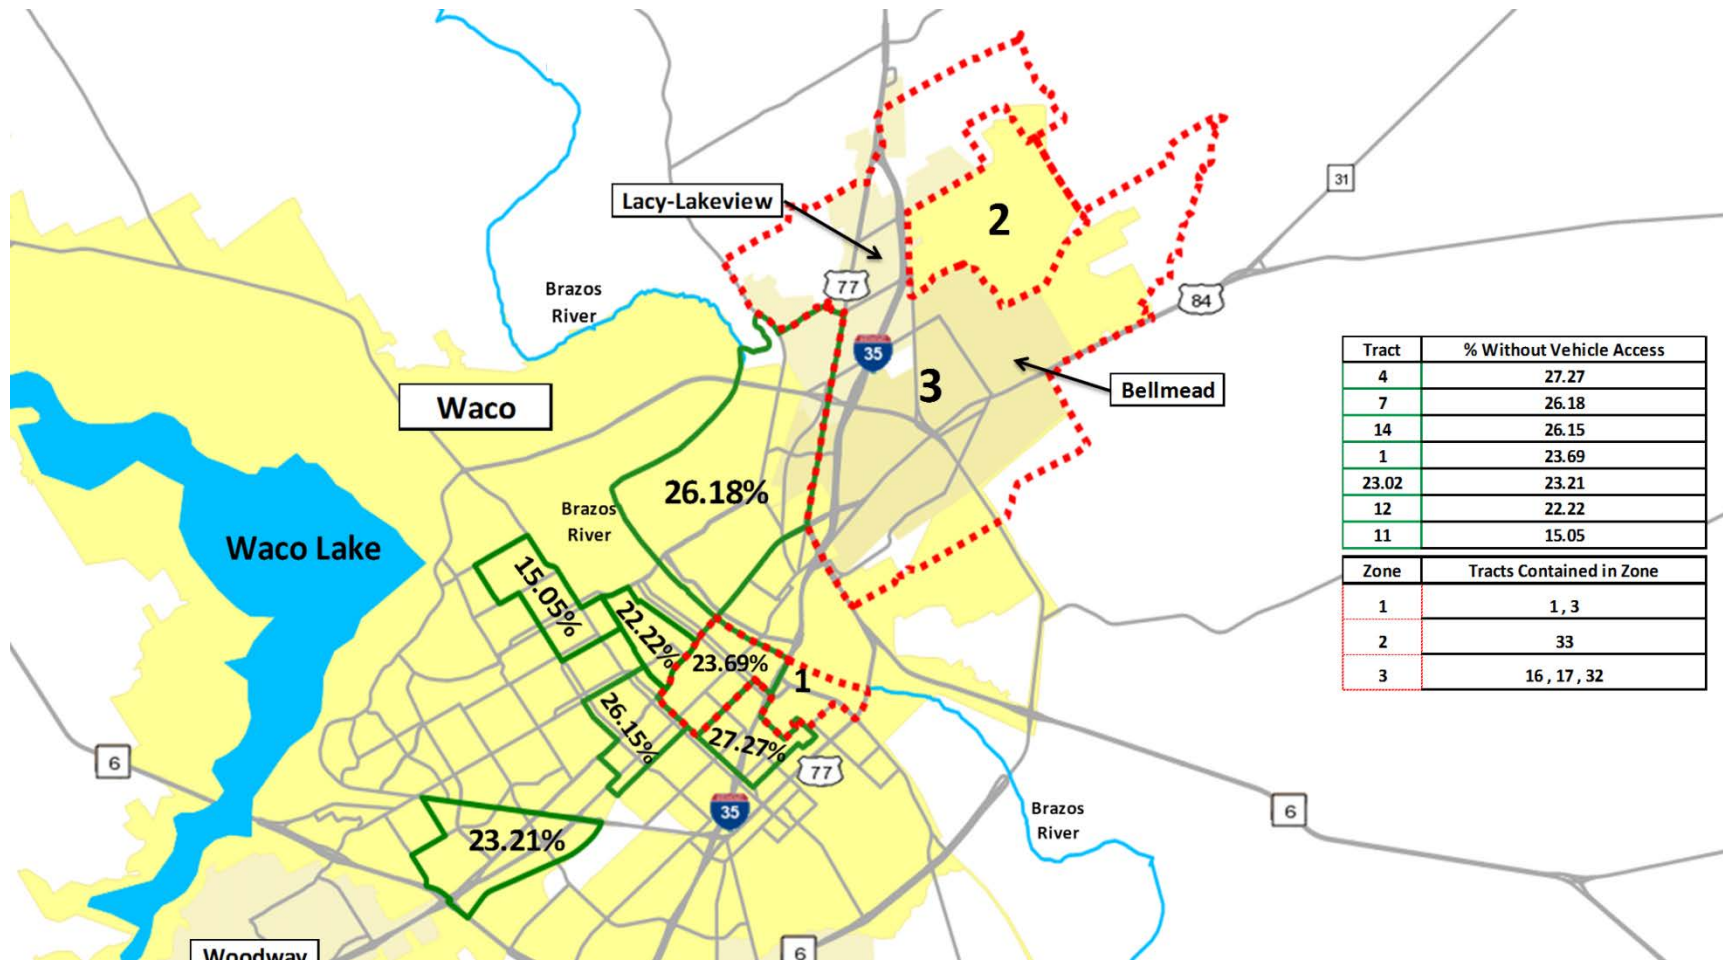 2
31
Lacy-Lakeview
77
84
Brazos
River
35
3
Bellmead
Waco
26.18%
Brazos
River
Waco Lake
15.05%
22.22%
23.69%
1
26.15%
27.27%
77
6
35
23.21%
Brazos
River
6
6
Woodway
Tract % Without Vehicle Access
4 27.27
7 26.18
14 26.15
1 23.69
23.02 23.21
12 22.22
11 15.05
Zone Tracts Contained in Zone
1 1 , 3
2 33
3 16 , 17 , 32